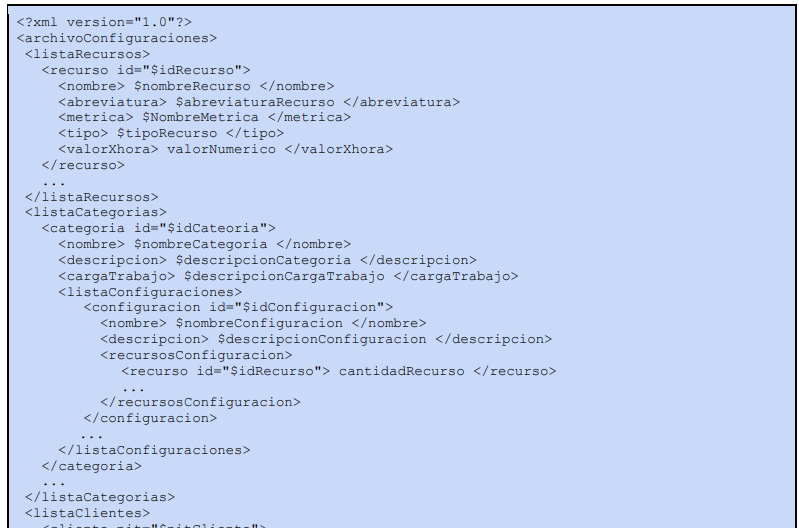 <?xml version="1.0"?>
<archivoConfiguraciones>
<listaRecursos>
<recurso id="$idRecurso">
<nombre> $nombreRecurso </nombre>
<abreviatura> $abreviaturaRecurso </abreviatura>
<metrica> $NombreMetrica </metrica>
<tipo> $tipoRecurso </tipo>
<valorXhora> valorNumerico </valorXhora>
</recurso>
...
</listaRecursos>
<listaCategorias>
<categoria id="$idCateoria">
<nombre> $nombreCategoria </nombre>
<descripcion> $descripcionCategoria </descripcion>
<cargaTrabajo> $descripcionCargaTrabajo </cargaTrabajo>
<listaConfiguraciones>
<configuracion id="$idConfiguracion">
<nombre> $nombreConfiguracion </nombre>
<descripcion> $descripcionConfiguracion </descripcion>
<recursosConfiguracion>
<recurso id="$idRecurso"> cantidadRecurso </recurso>
...
</recursosConfiguracion>
</configuracion>
...
</listaConfiguraciones>
</categoria>
...
</listaCategorias>
<listaClientes>
<cliente nit="$nitCliente">